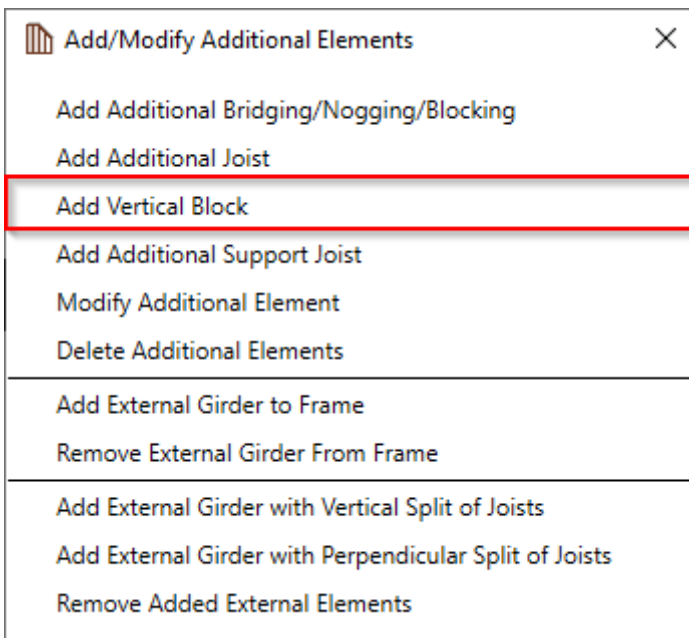 Add/Modify Additional Elements
Add Additional Bridging/Nogging/Blocking
Add Additional Joist
Add Vertical Block
Add Additional Support Joist
Modify Additional Element
Delete Additional Elements
Add External Girder to Frame
Remove External Girder From Frame
Add External Girder with Vertical Split of Joists
Add External Girder with Perpendicular Split of Joists
Remove Added External Elements